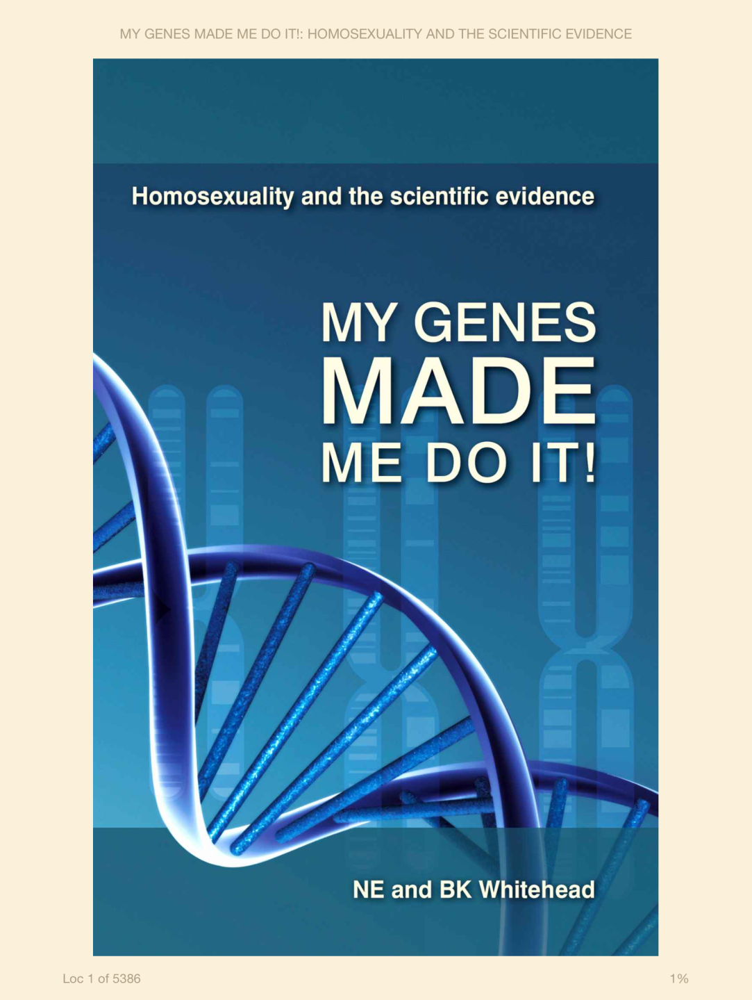 MY GENES MADE ME DO IT!: HOMOSEXUALITY AND THE SCIENTIFIC EVIDENCE
Homosexuality and the scientific evidence
MY GENES
MADE
ME DO IT!
NE and BK Whitehead
Loc 1 of 5386
1%